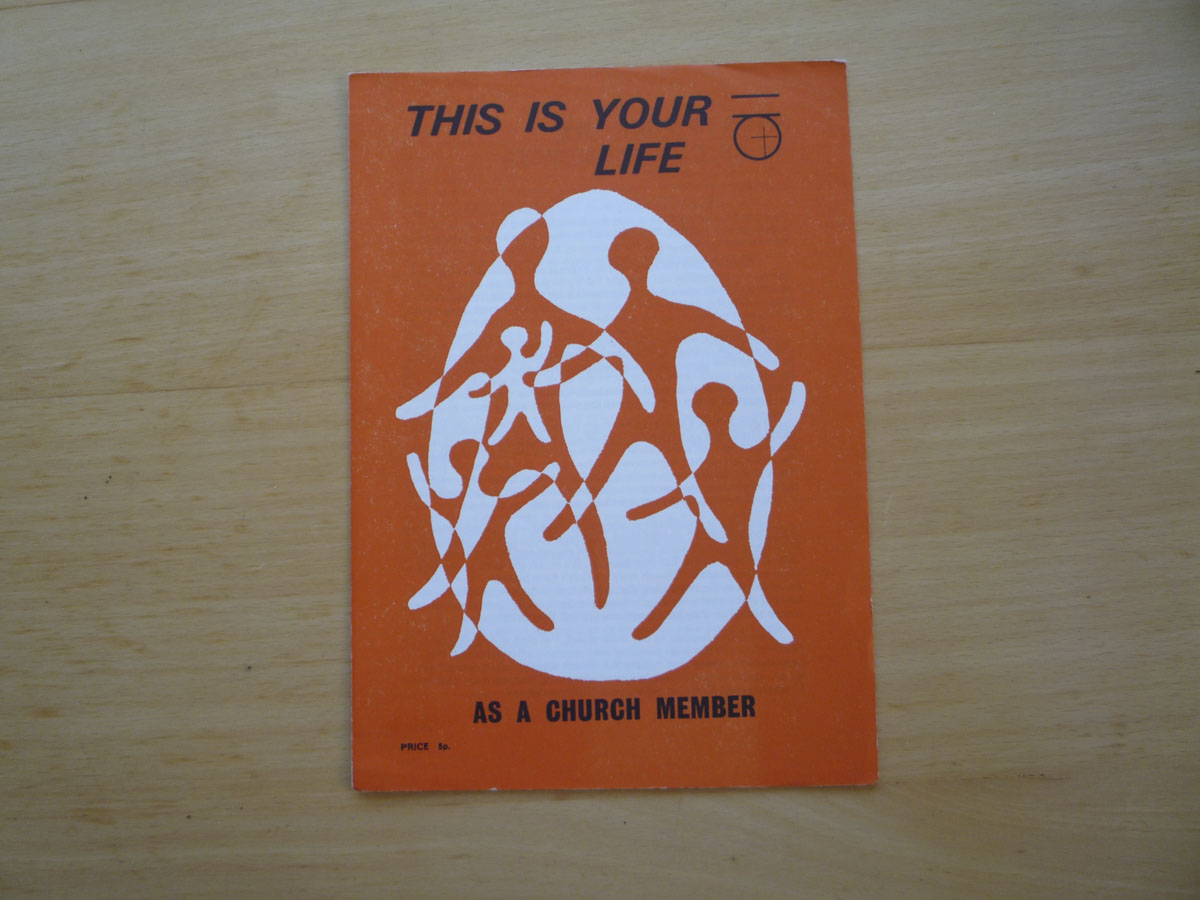 THIS IS YOUR
LIFE
AS A CHURCH MEMBER
PRICE 5p.